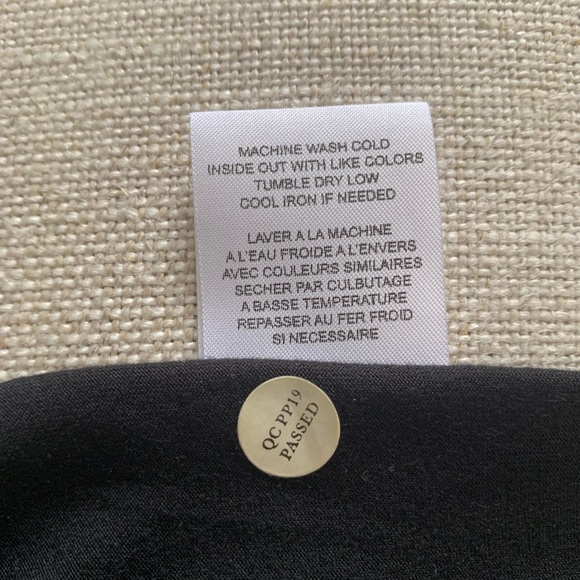 MACHINE WASH COLD
INSIDE OUT WITH LIKE COLORS
TUMBLE DRY LOW
COOL IRON IF NEEDED
LAVER A LA MACHINE
A L'EAU FROIDE A L'ENVERS
AVEC COULEURS SIMILAIRES
SECHER PAR CULBUTAGE
A BASSE TEMPERATURE
REPASSER AU FER FROID
SI NECESSAIRE
QC PP19
PASSED